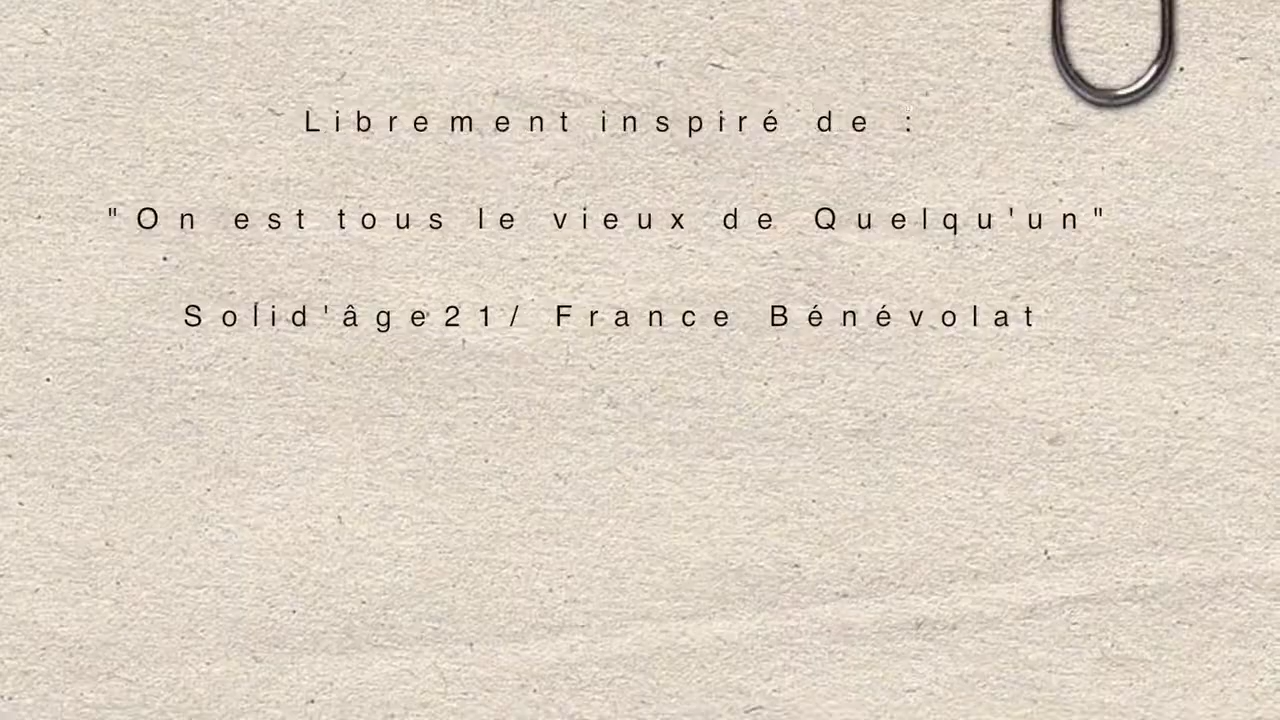 Librement inspiré de :
"On est tous le vieux de Quelqu'un"
Solid'âge21/ France Bénévolat